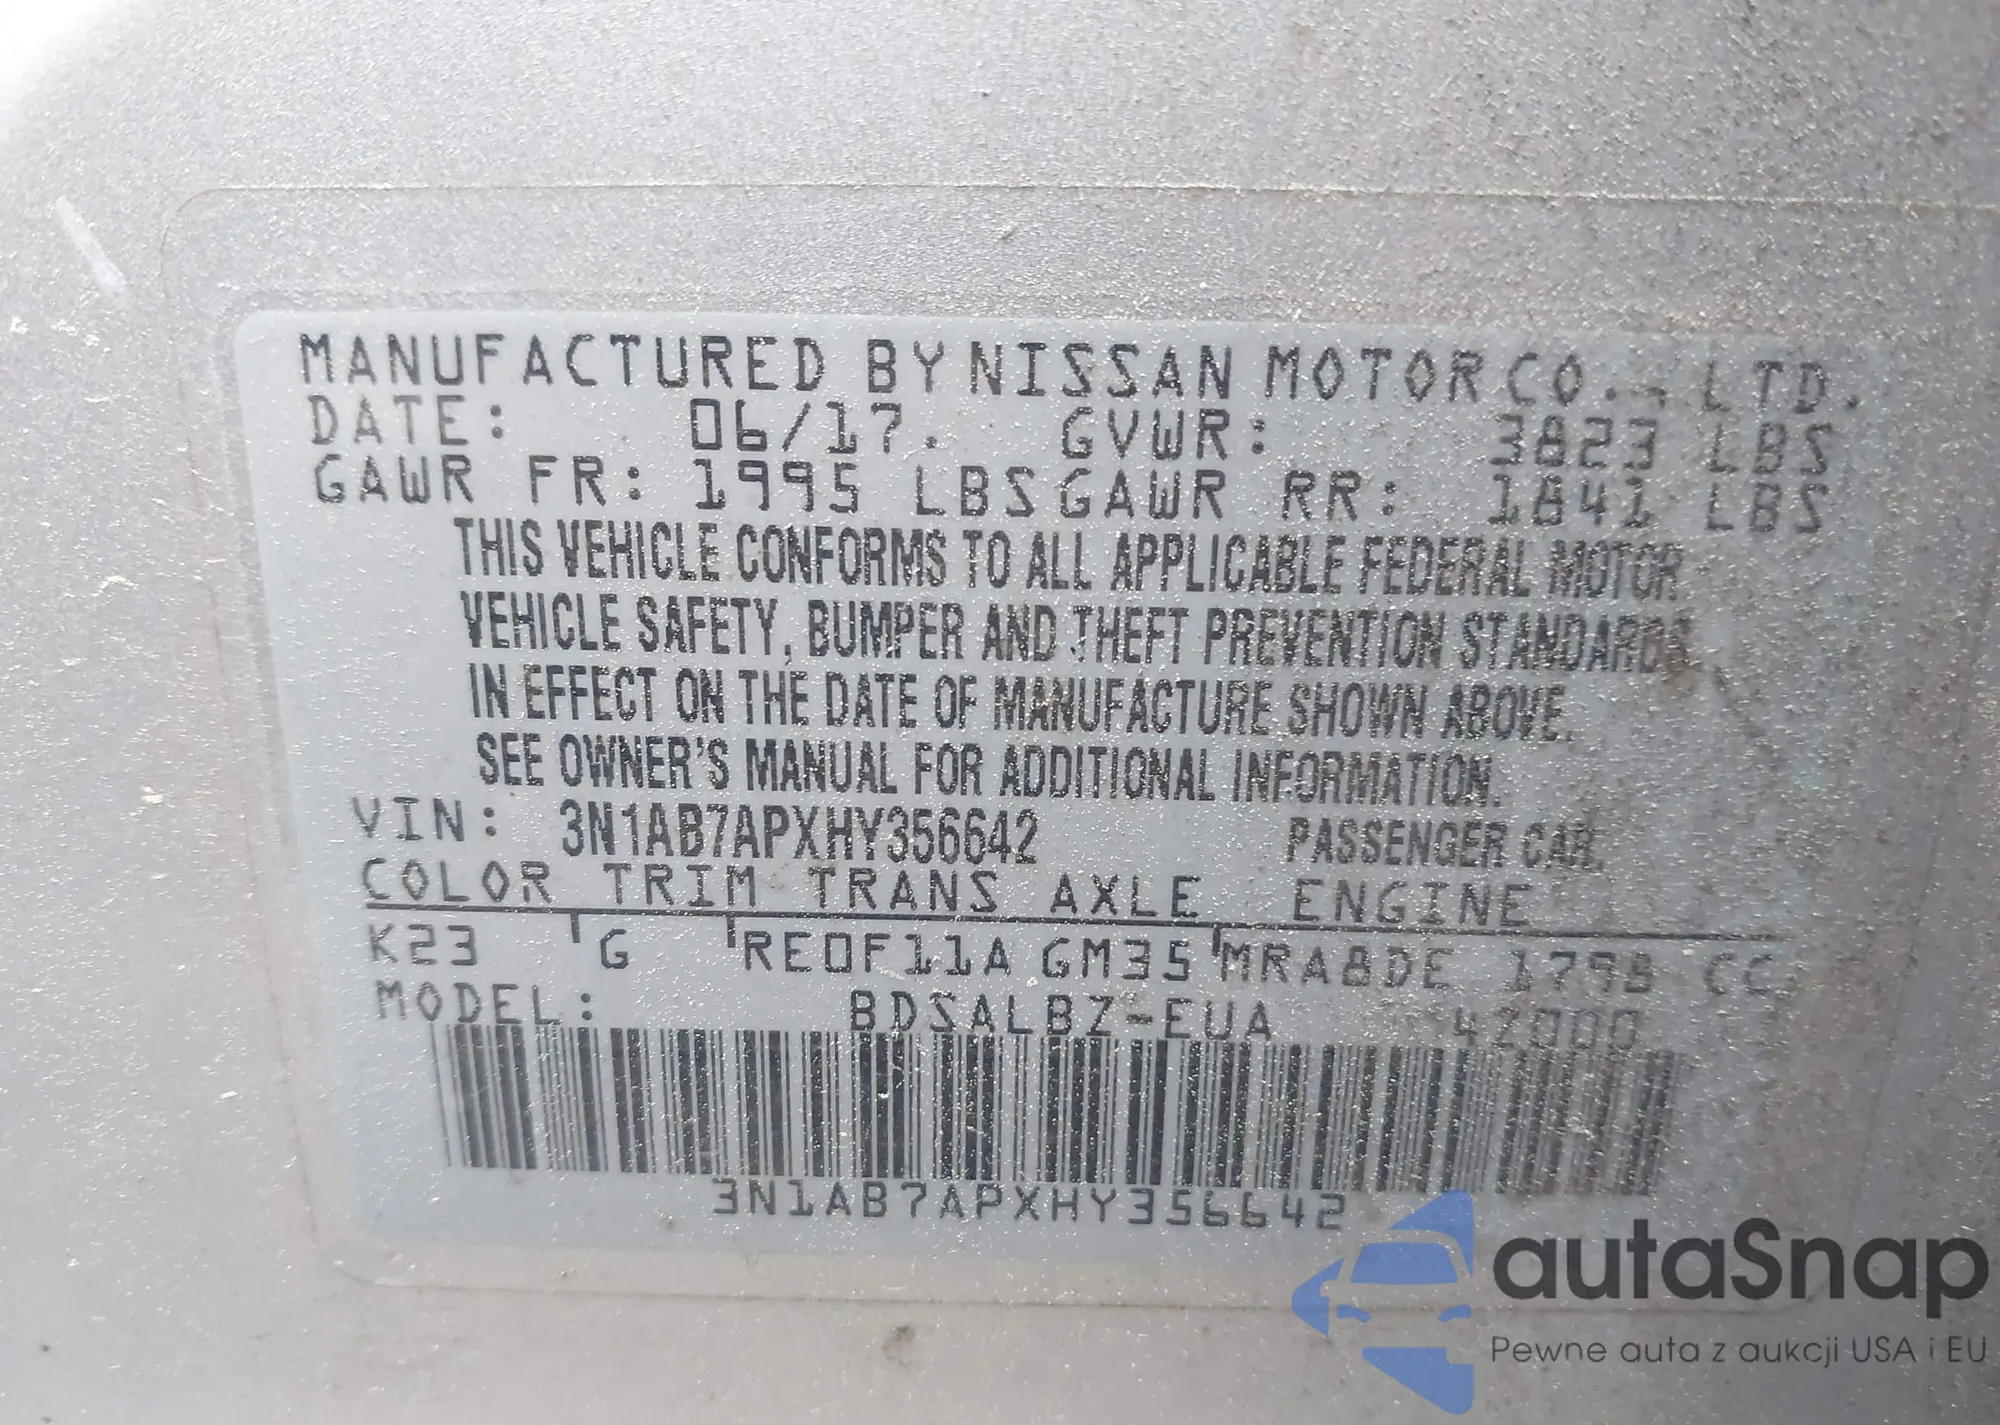 MANUFACTURED BY NISSAN MOTOR CO., LTD.
DATE: 06/17. GVWR: 3823 LBS
GAWR FR: 1995 LBS GAWR RR: 1841 LBS
THIS VEHICLE CONFORMS TO ALL APPLICABLE FEDERAL MOTOR
VEHICLE SAFETY, BUMPER AND THEFT PREVENTION STANDARDS
IN EFFECT ON THE DATE OF MANUFACTURE SHOWN ABOVE.
SEE OWNER'S MANUAL FOR ADDITIONAL INFORMATION.
VIN: 3N1AB7APXHY356642 PASSENGER CAR.
COLOR TRIM TRANS AXLE ENGINE
K23 G RE0F11A GM35 MRA8DE 1798 CC
MODEL: BDSALBZ-EUA 42000
3N1AB7APXHY356642
autaSnap
Pewne auta z aukcji USA i EU